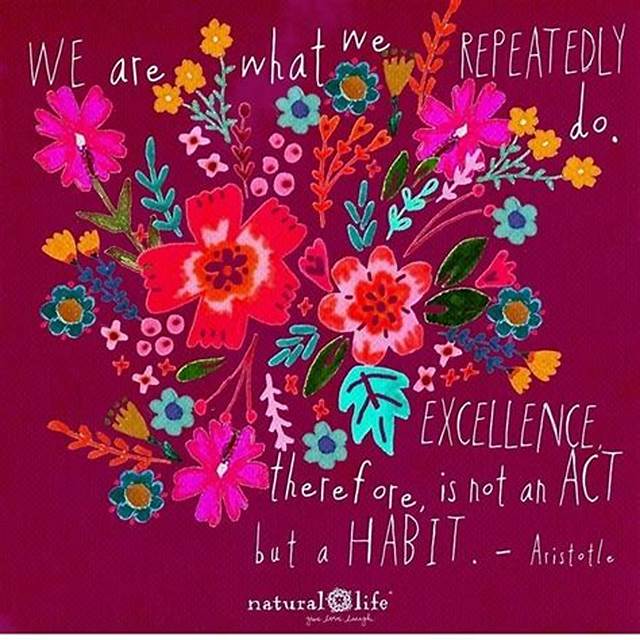 WE are what we REPEATEDLY
do.
EXCELLENCE,
therefore, is not an ACT
but a HABIT. - Aristotle
natural life
give love laugh